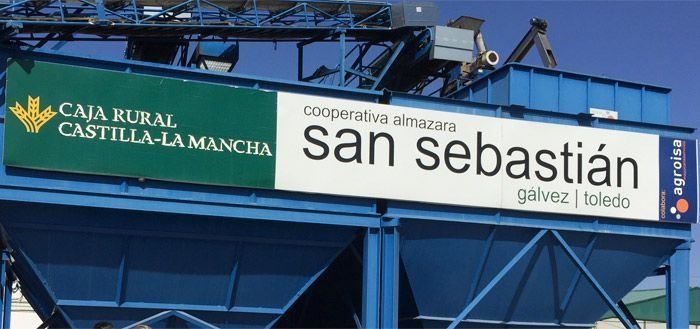 CAJA RURAL
CASTILLA-LA MANCHA
cooperativa almazara
san sebastián
gálvez | toledo
colabora:
agroisa